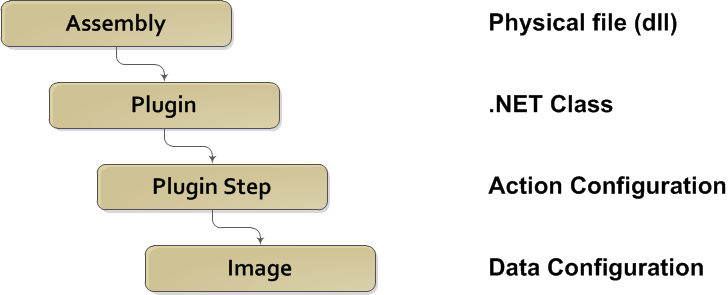 Assembly
Physical file (dll)
Plugin
.NET Class
Plugin Step
Action Configuration
Image
Data Configuration